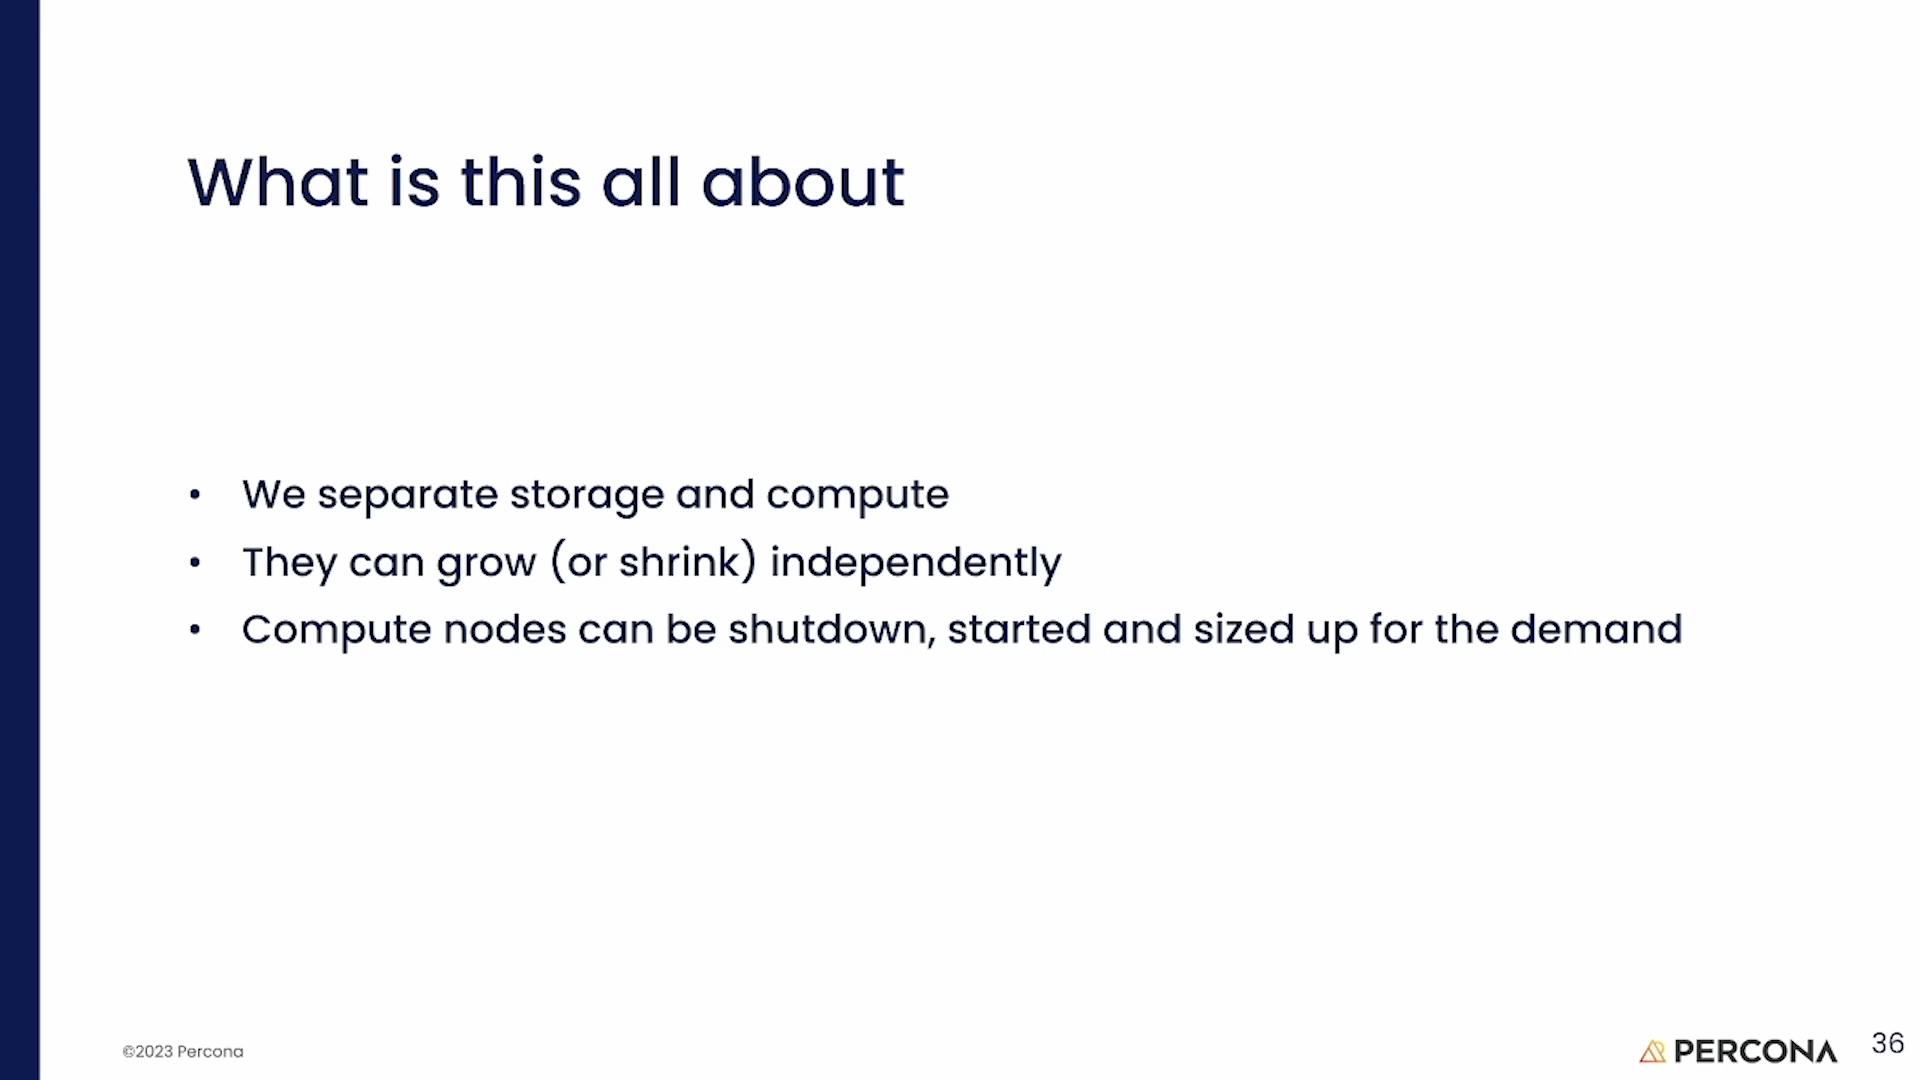 What is this all about
• We separate storage and compute
• They can grow (or shrink) independently
• Compute nodes can be shutdown, started and sized up for the demand
©2023 Percona
PERCONA
36